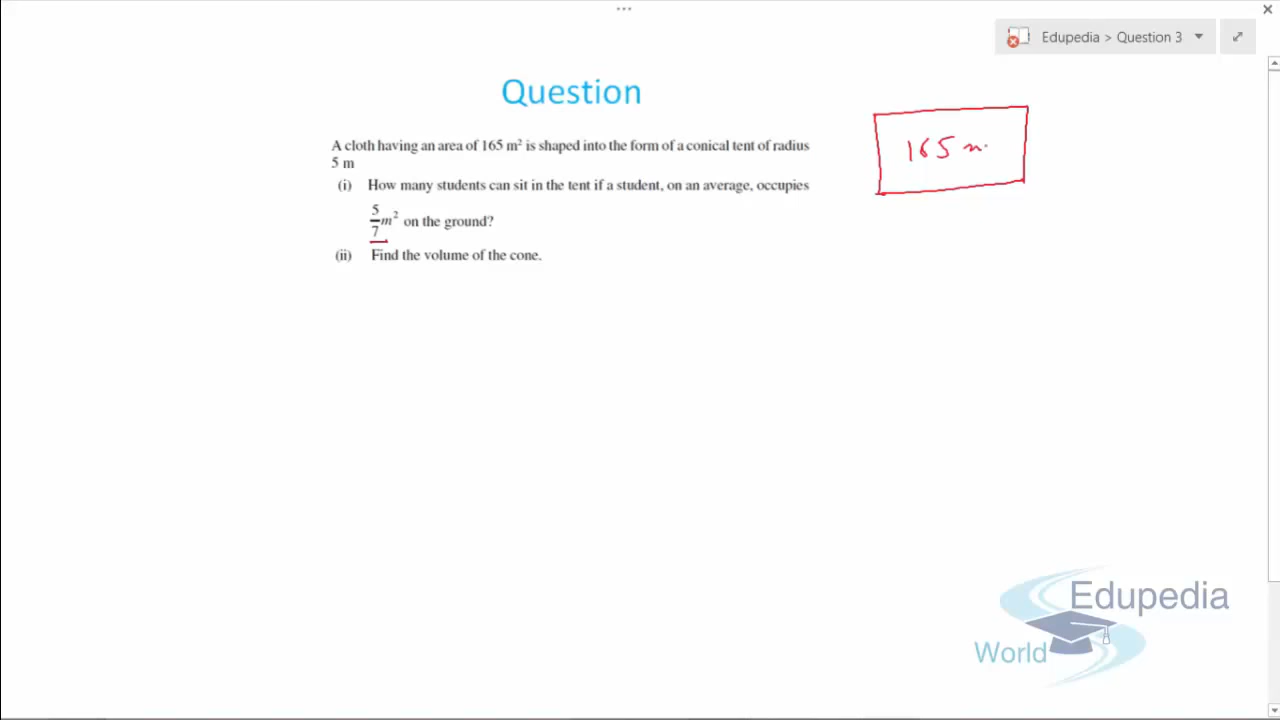 Edupedia > Question 3
Question
A cloth having an area of 165 m² is shaped into the form of a conical tent of radius
5 m
(i) How many students can sit in the tent if a student, on an average, occupies
5/7 m² on the ground?
(ii) Find the volume of the cone.
165 m
Edupedia
World